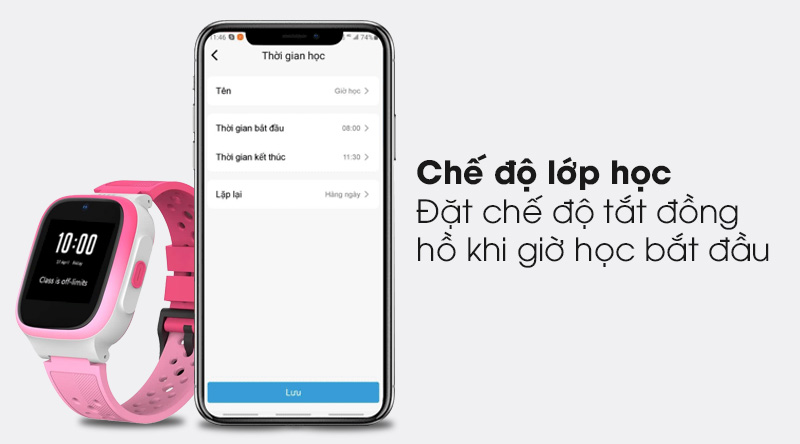 11:46
74%
Thời gian học
Tên
Giờ học
Thời gian bắt đầu
08:00
Thời gian kết thúc
11:30
Lặp lại
Hàng ngày
Lưu
10:00
Friday
Class is off-limits
Chế độ lớp học
Đặt chế độ tắt đồng
hồ khi giờ học bắt đầu